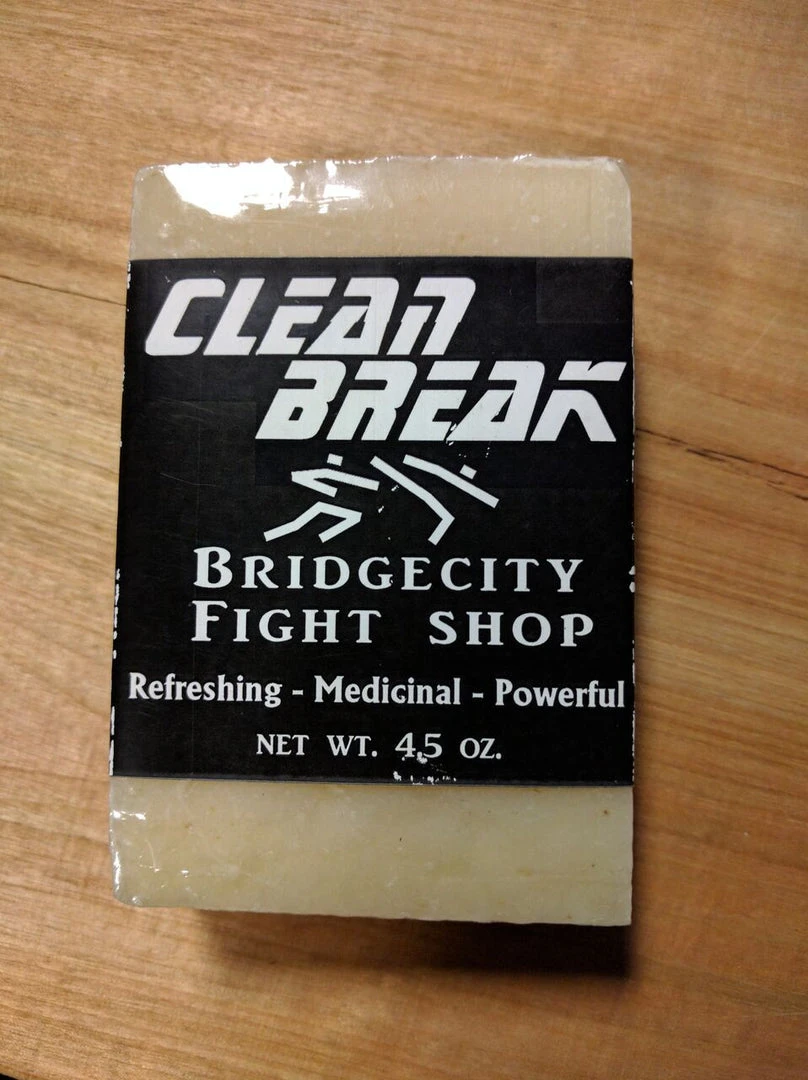 CLEAN
BREAK
BRIDGECITY
FIGHT SHOP
Refreshing - Medicinal - Powerful
NET WT. 4.5 OZ.